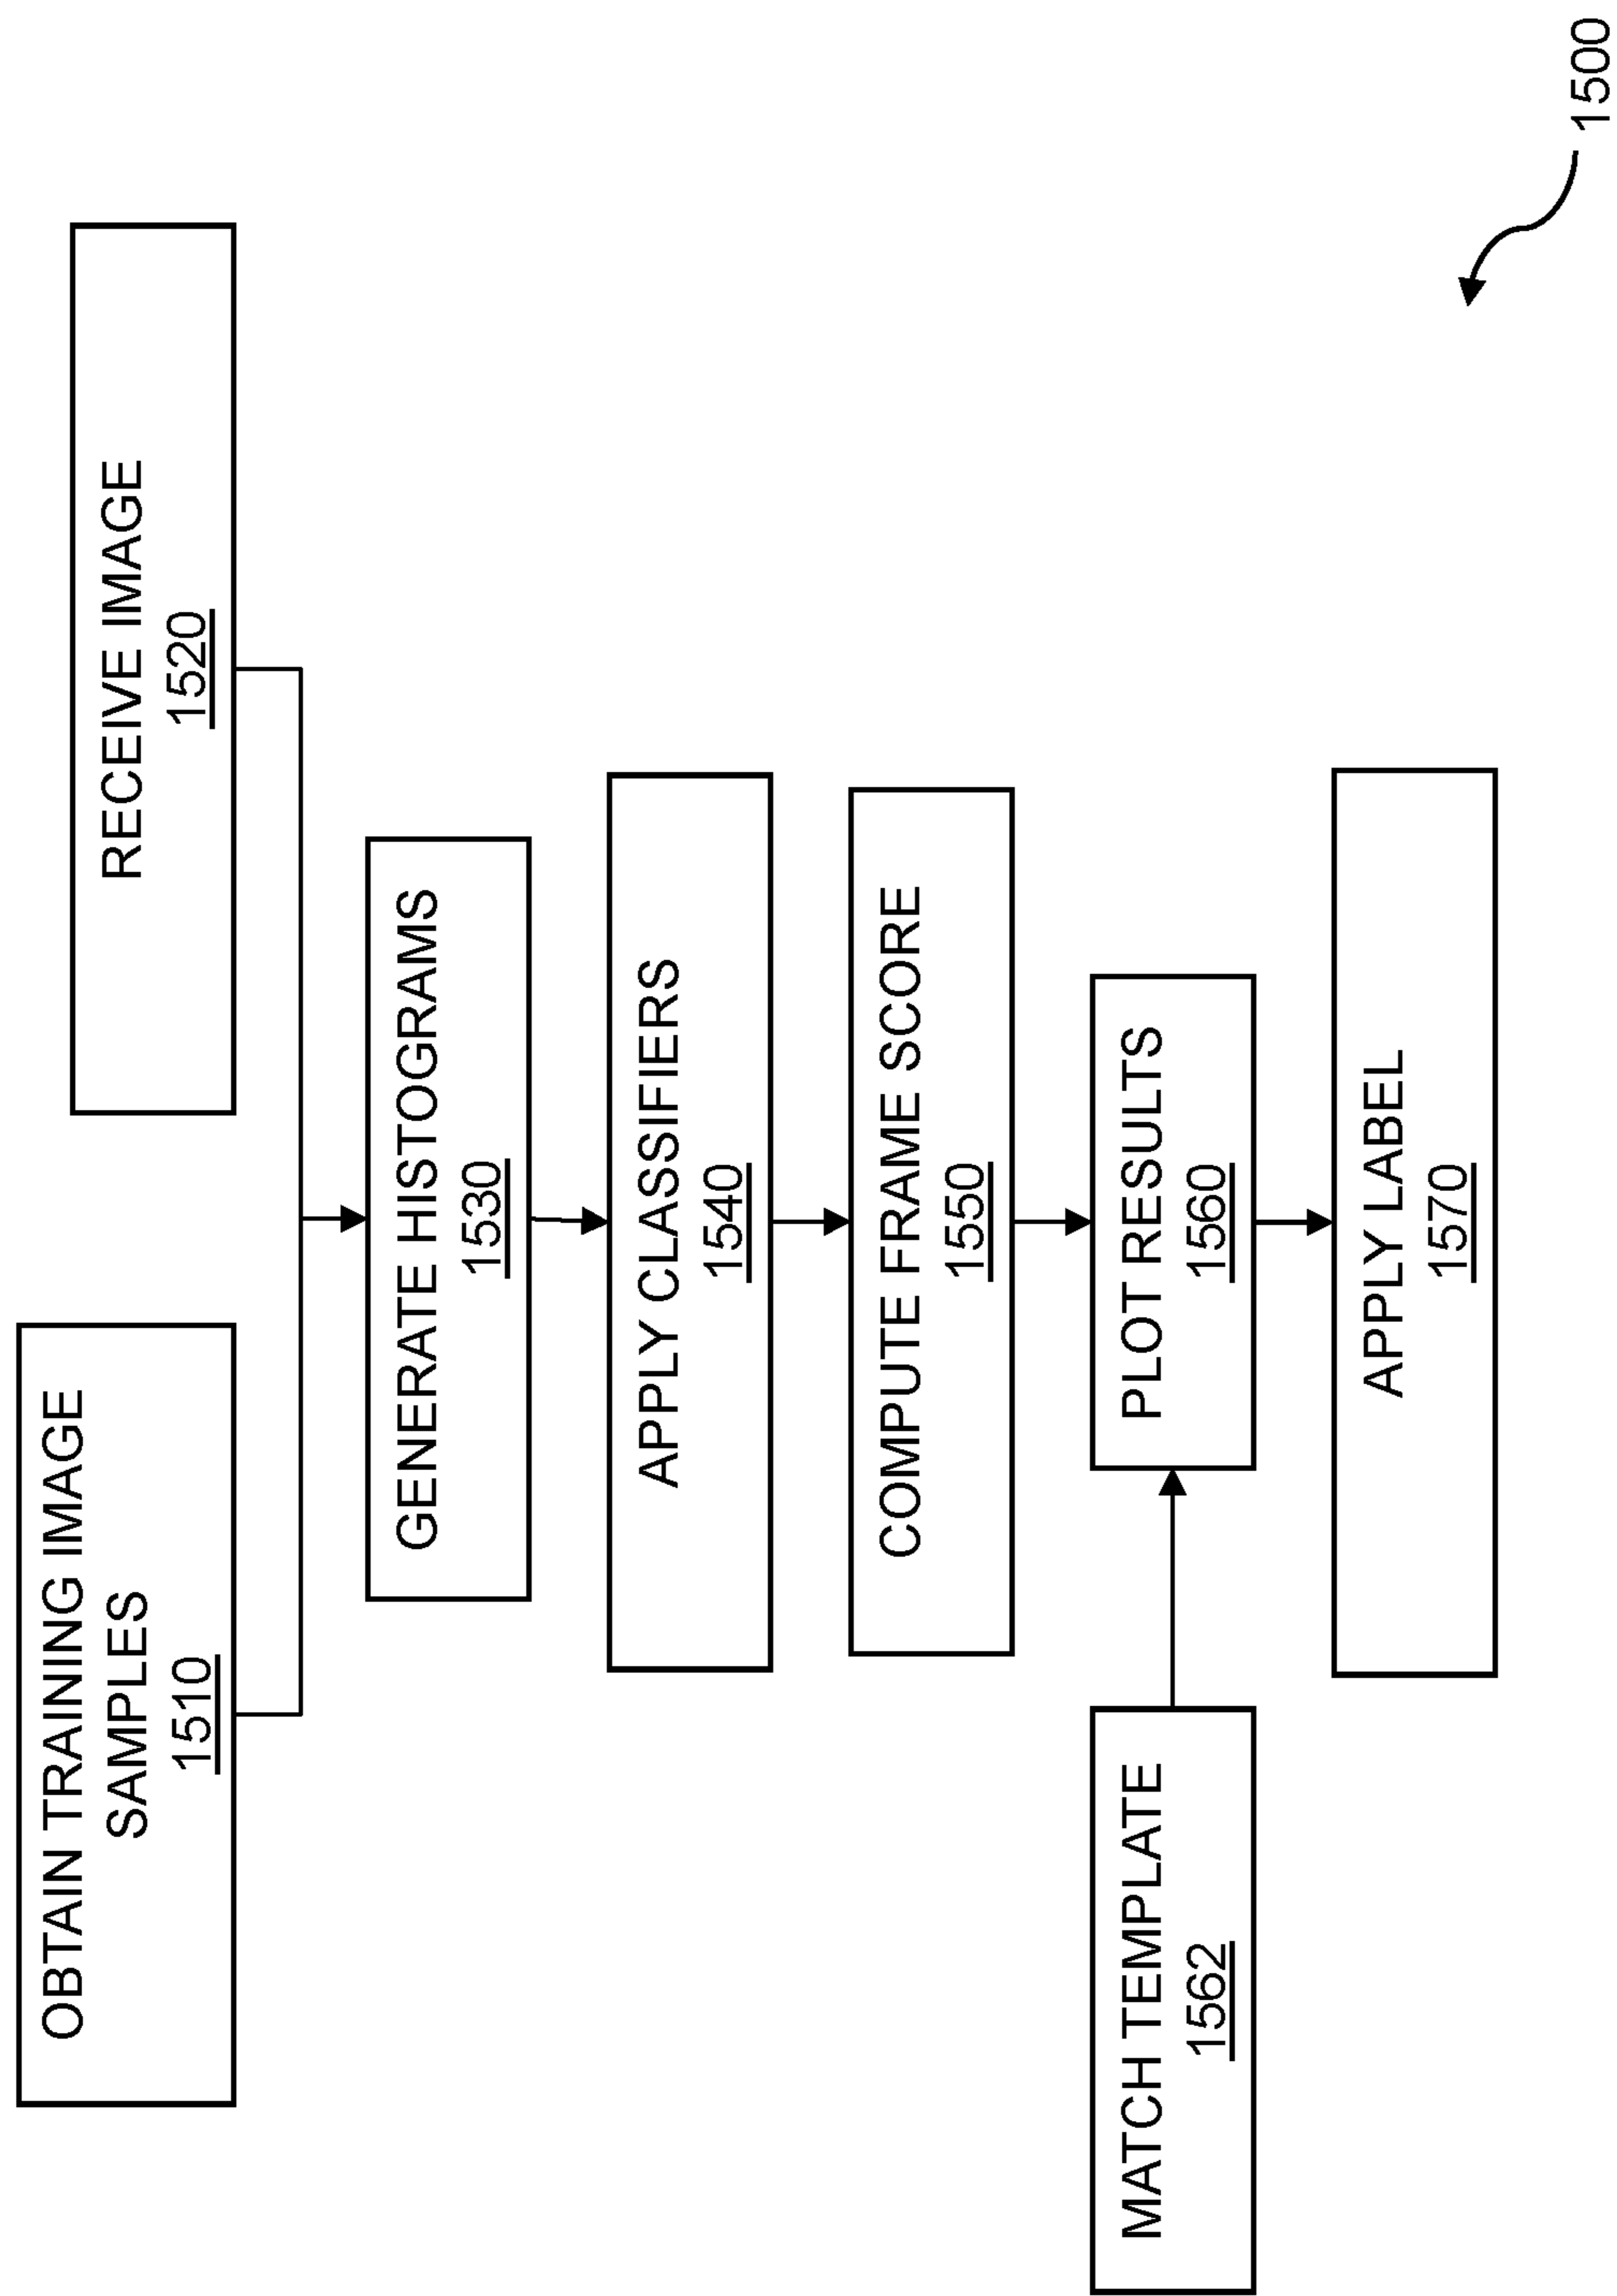 OBTAIN TRAINING IMAGE
SAMPLES
1510
RECEIVE IMAGE
1520
GENERATE HISTOGRAMS
1530
APPLY CLASSIFIERS
1540
COMPUTE FRAME SCORE
1550
MATCH TEMPLATE
1562
PLOT RESULTS
1560
APPLY LABEL
1570
1500